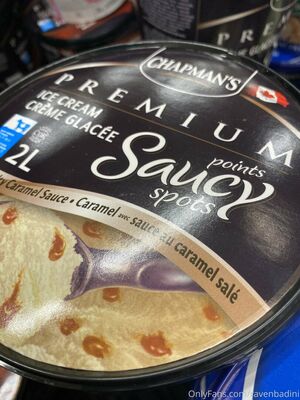 CHAPMAN'S
PREMIUM
ICE CREAM
CRÈME GLACÉE
2L
Saucy
points
spots
Caramel Sauce • Caramel avec sauce au caramel salé
OnlyFans.com/ravenbadini